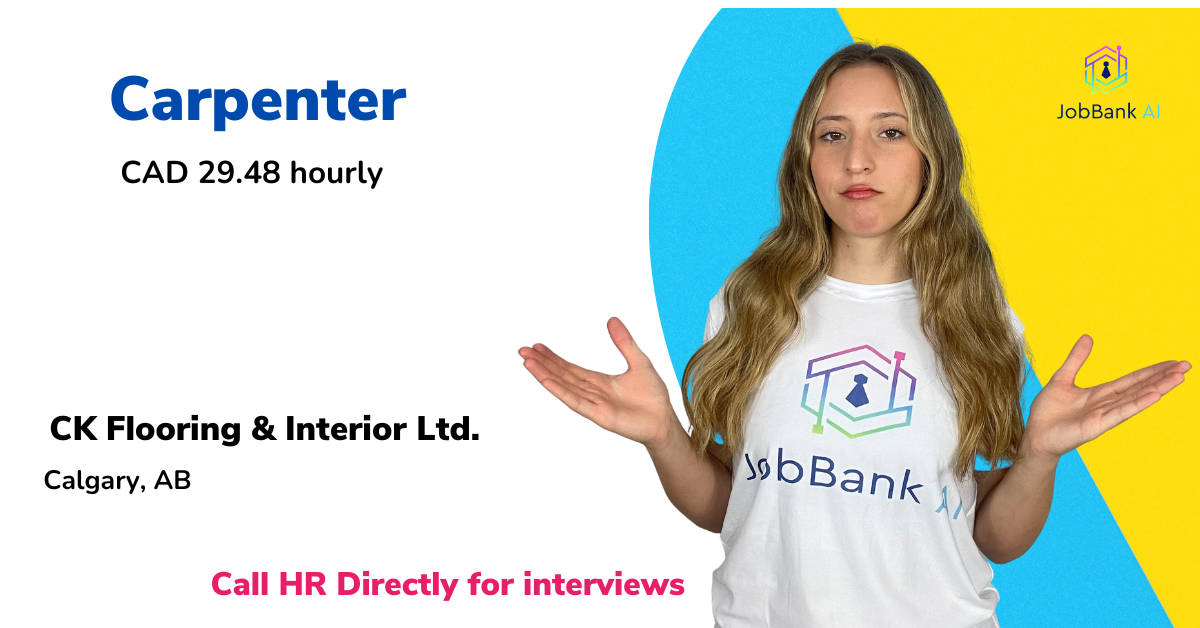 Carpenter
CAD 29.48 hourly
JobBank AI
CK Flooring & Interior Ltd.
Calgary, AB
JobBank AI
Call HR Directly for interviews